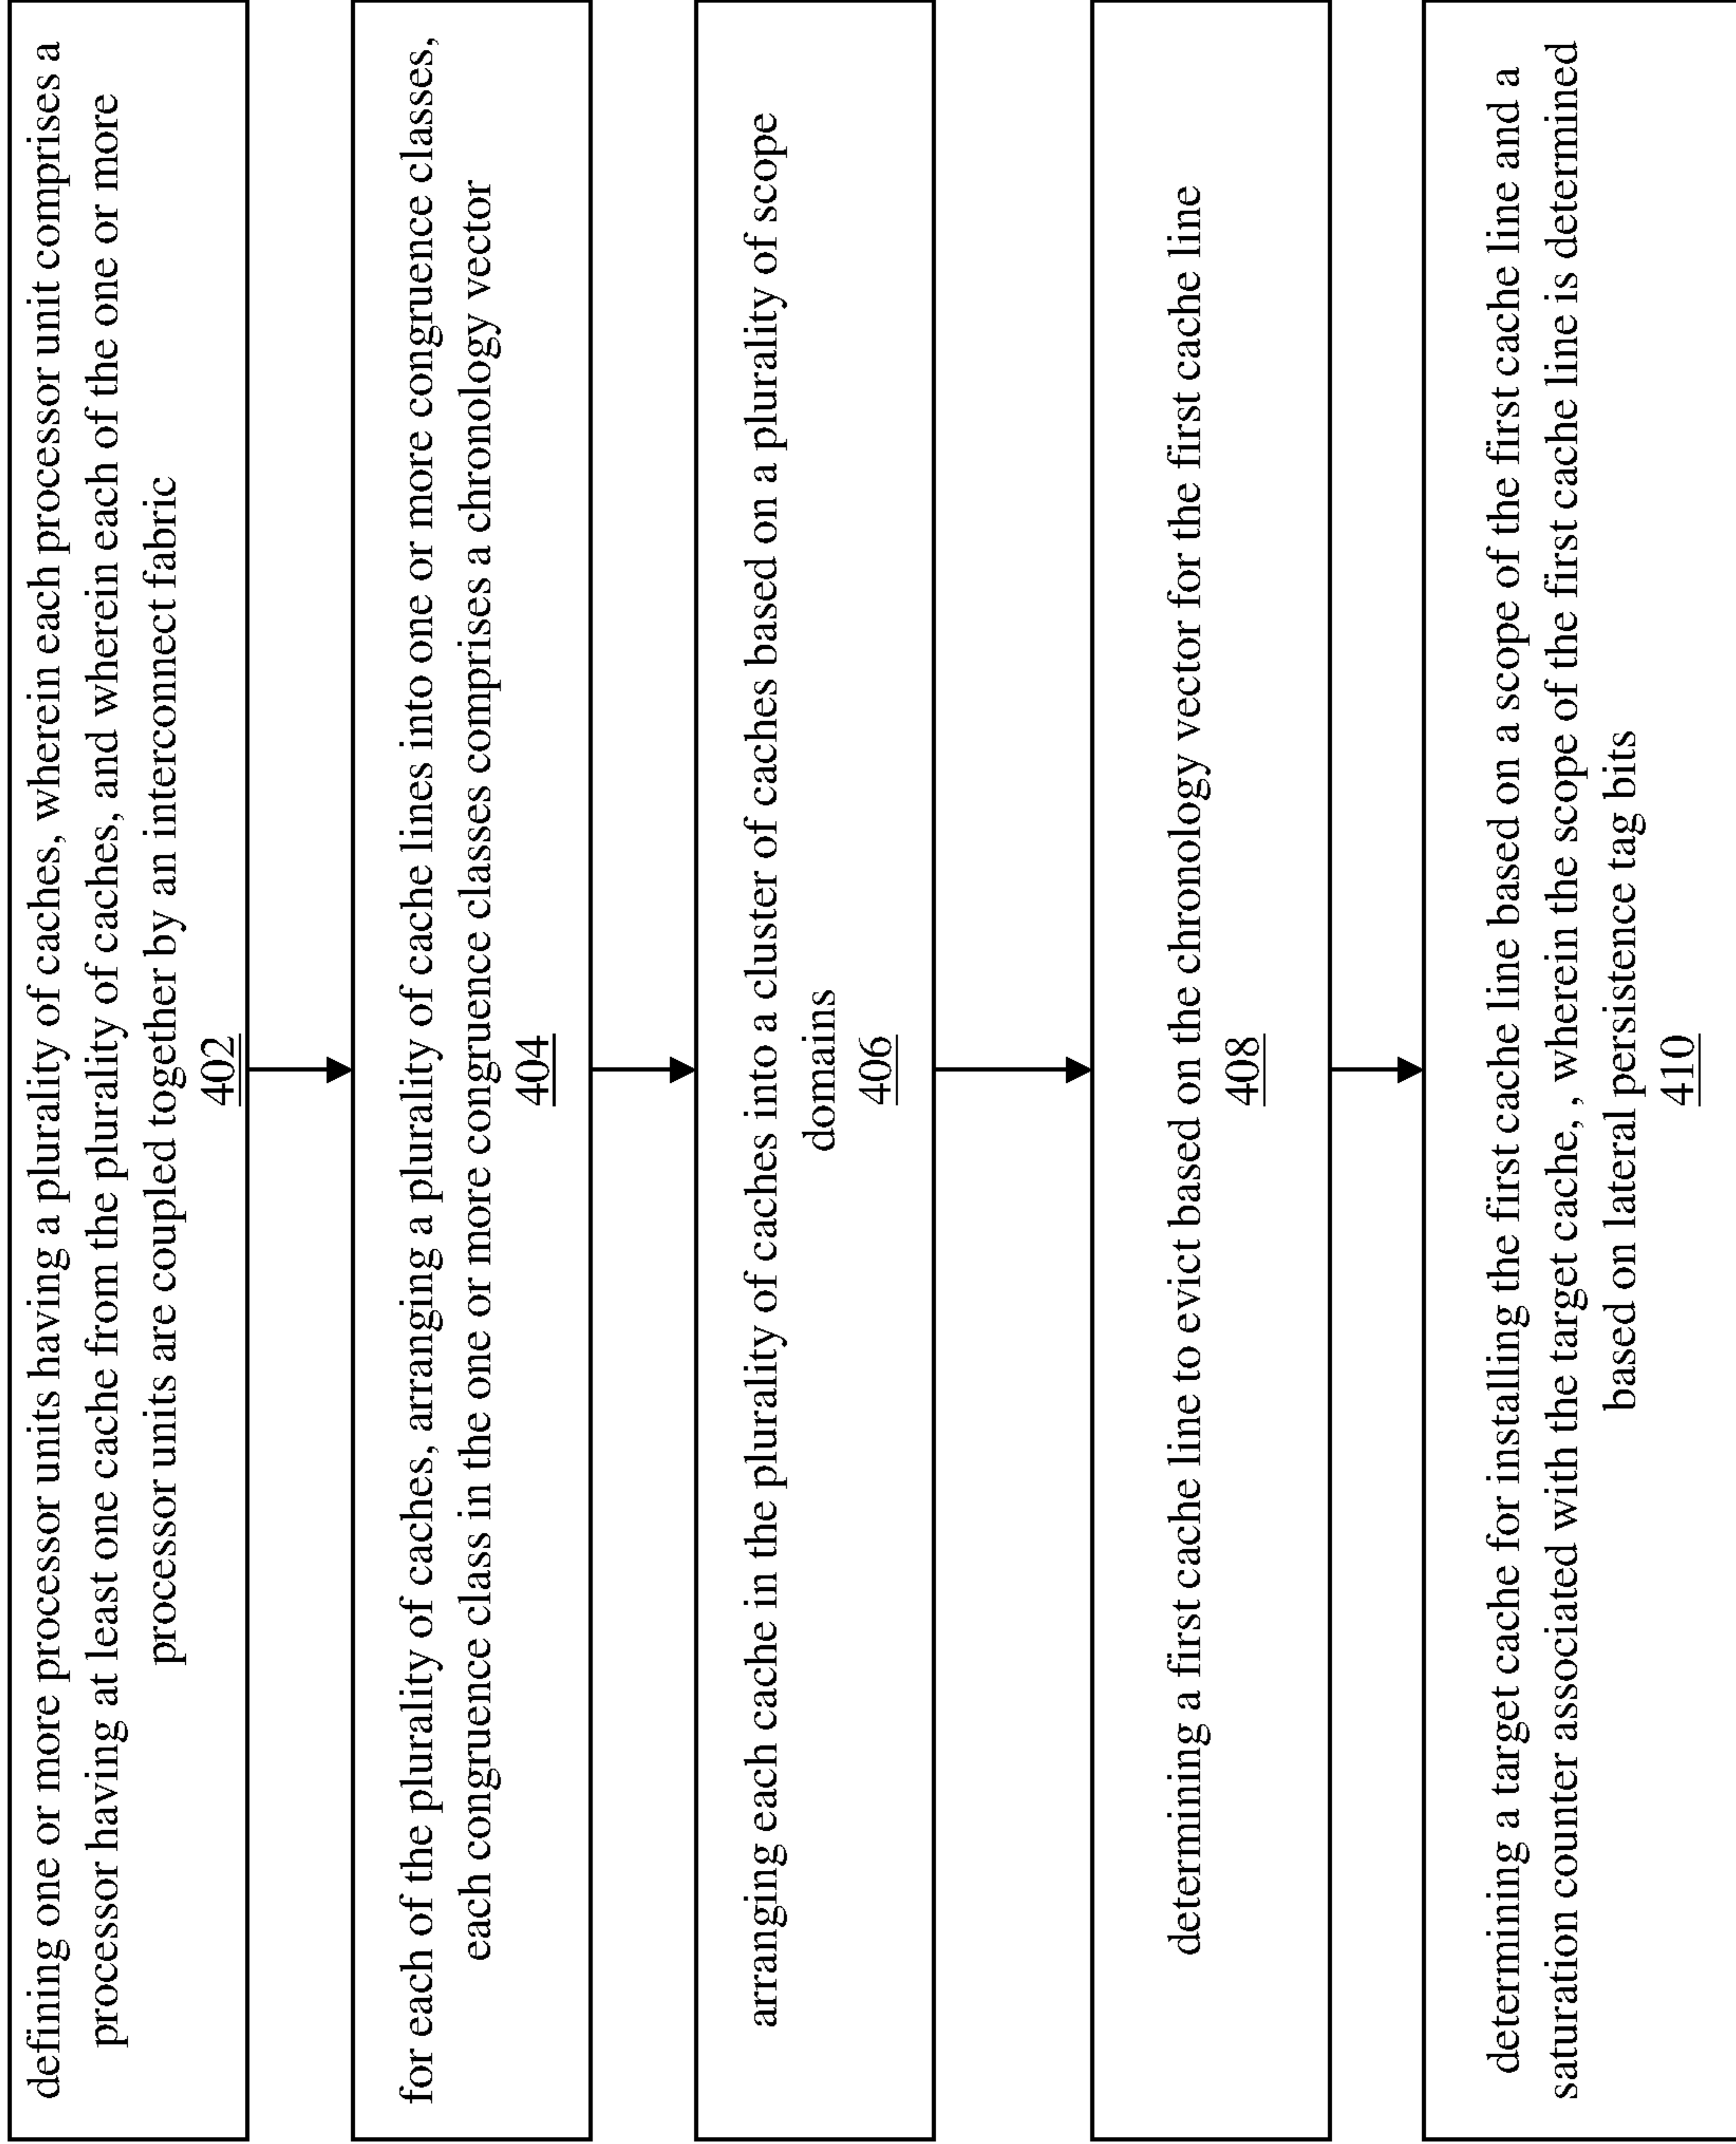 defining one or more processor units having a plurality of caches, wherein each processor unit comprises a
processor having at least one cache from the plurality of caches, and wherein each of the one or more
processor units are coupled together by an interconnect fabric
402
for each of the plurality of caches, arranging a plurality of cache lines into one or more congruence classes,
each congruence class in the one or more congruence classes comprises a chronology vector
404
arranging each cache in the plurality of caches into a cluster of caches based on a plurality of scope
domains
406
determining a first cache line to evict based on the chronology vector for the first cache line
408
determining a target cache for installing the first cache line based on a scope of the first cache line and a
saturation counter associated with the target cache, , wherein the scope of the first cache line is determined
based on lateral persistence tag bits
410